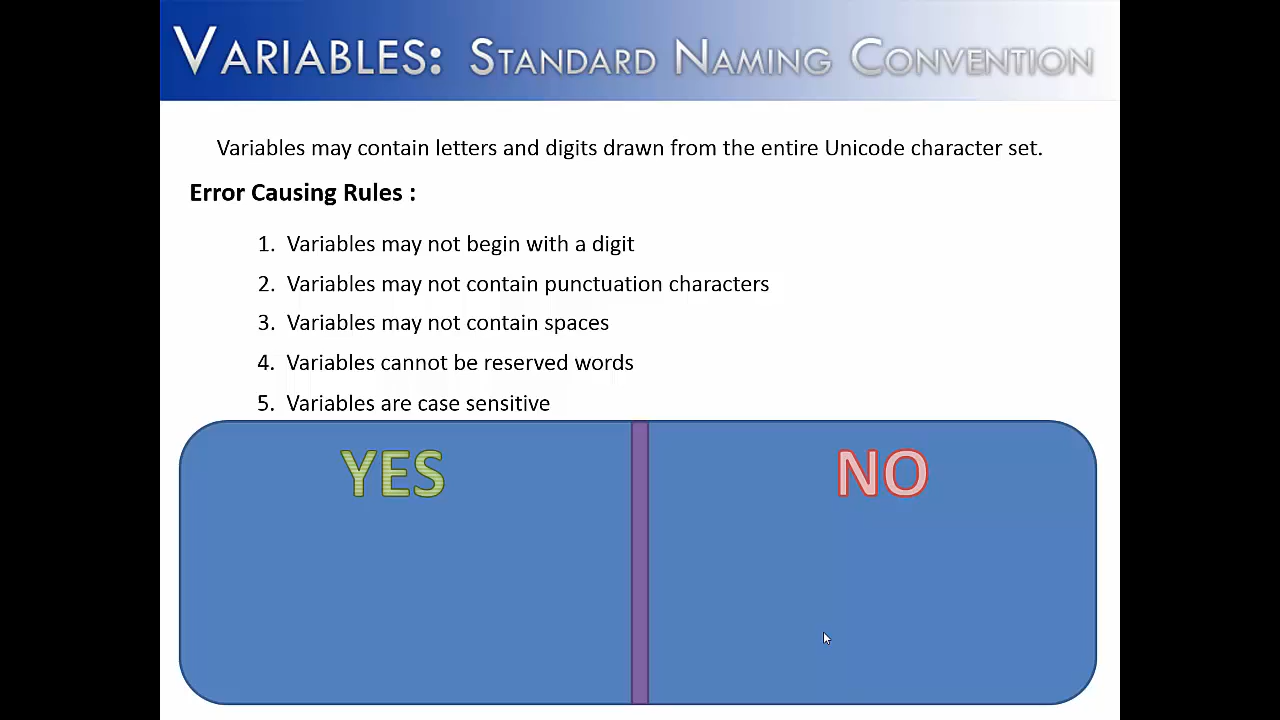 VARIABLES: STANDARD NAMING CONVENTION
Variables may contain letters and digits drawn from the entire Unicode character set.
Error Causing Rules :
1. Variables may not begin with a digit
2. Variables may not contain punctuation characters
3. Variables may not contain spaces
4. Variables cannot be reserved words
5. Variables are case sensitive
YES NO